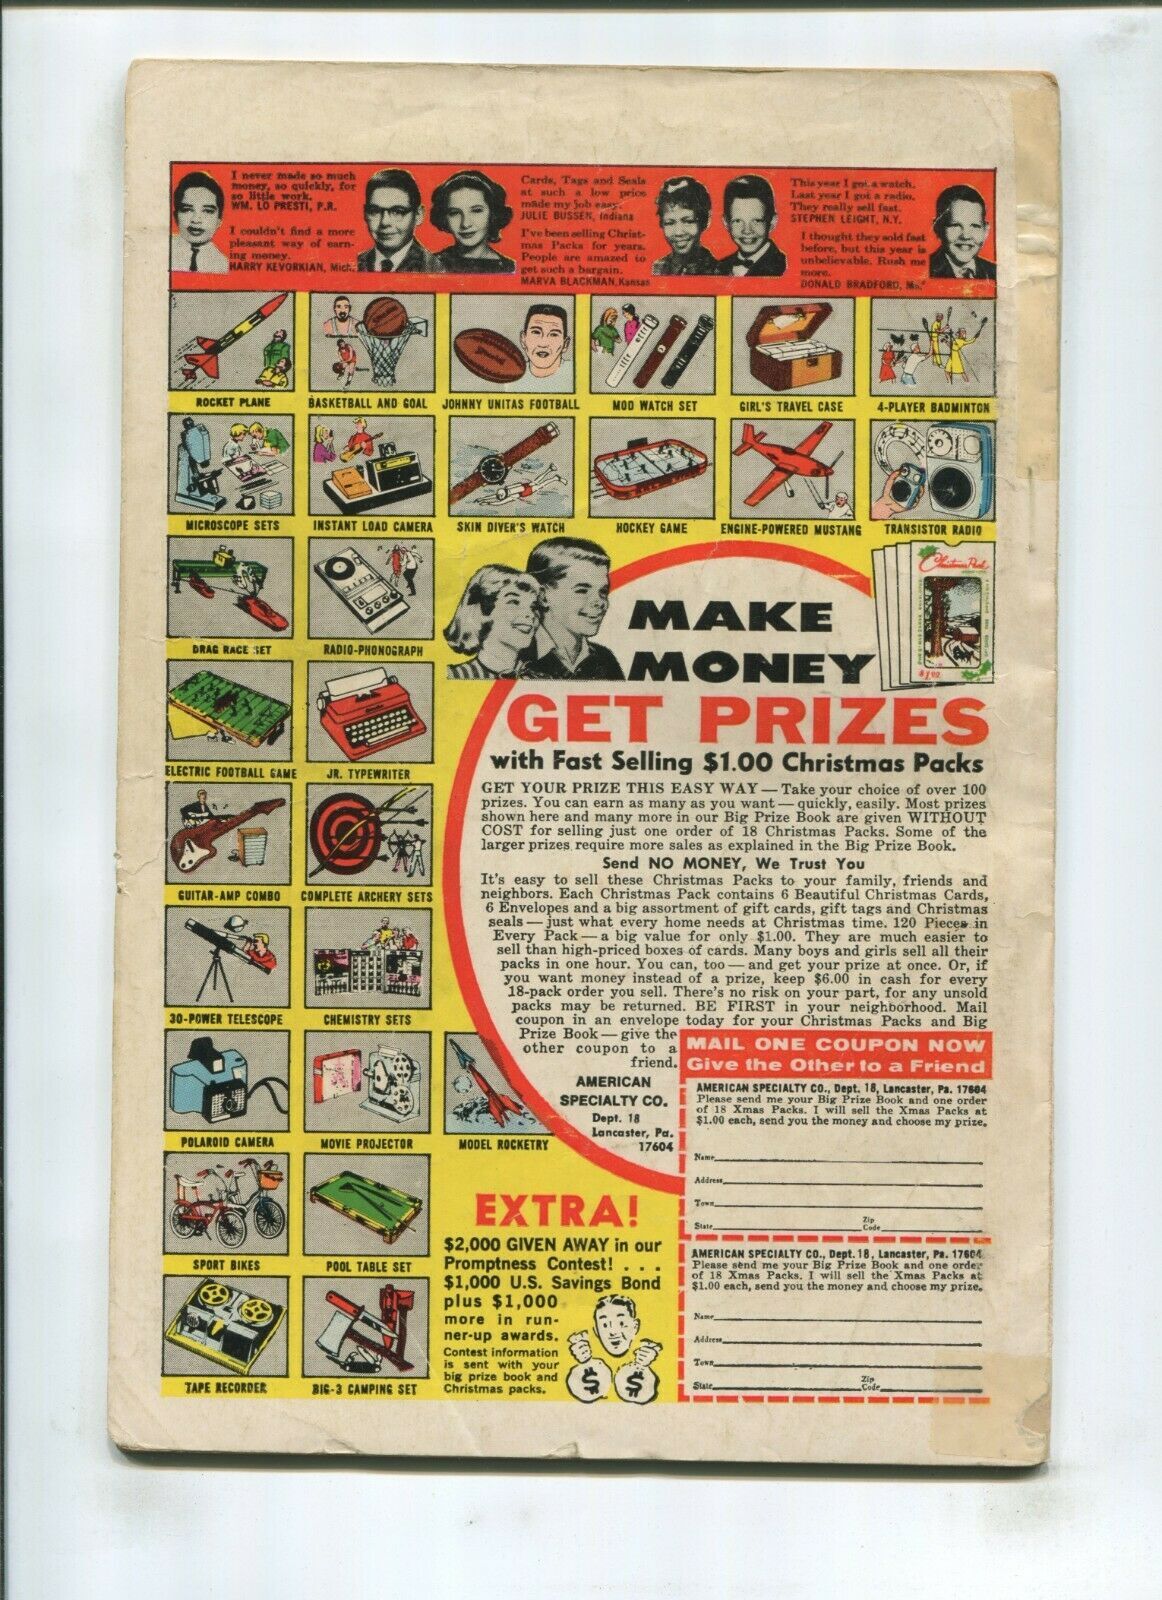 I never made so much
money, so quickly, for
so little work.
WM. LO PRESTI, P.R.
I couldn't find a more
pleasant way of earn-
ing money.
HARRY KEVORKIAN, Mich.
Cards, Tags and Seals
at such a low price
made my job easy.
JULIE BUSSEN, Indiana
I've been selling Christ-
mas Packs for years.
People are amazed to
get such a bargain.
MARVA BLACKMAN, Kansas
This year I got a watch.
Last year I got a radio.
They really sell fast.
STEPHEN LEIGHT, N.Y.
I thought they sold fast
before, but this year is
unbelievable. Rush me
more.
DONALD BRADFORD, Mo.
ROCKET PLANE
BASKETBALL AND GOAL
JOHNNY UNITAS FOOTBALL
MOD WATCH SET
GIRL'S TRAVEL CASE
4-PLAYER BADMINTON
MICROSCOPE SETS
INSTANT LOAD CAMERA
SKIN DIVER'S WATCH
HOCKEY GAME
ENGINE-POWERED MUSTANG
TRANSISTOR RADIO
DRAG RACE SET
RADIO-PHONOGRAPH
ELECTRIC FOOTBALL GAME
JR. TYPEWRITER
GUITAR-AMP COMBO
COMPLETE ARCHERY SETS
30-POWER TELESCOPE
CHEMISTRY SETS
POLAROID CAMERA
MOVIE PROJECTOR
MODEL ROCKETRY
SPORT BIKES
POOL TABLE SET
TAPE RECORDER
BIG-3 CAMPING SET
Christmas Pack
$1.00
MAKE
MONEY
GET PRIZES
with Fast Selling $1.00 Christmas Packs
GET YOUR PRIZE THIS EASY WAY — Take your choice of over 100
prizes. You can earn as many as you want — quickly, easily. Most prizes
shown here and many more in our Big Prize Book are given WITHOUT
COST for selling just one order of 18 Christmas Packs. Some of the
larger prizes require more sales as explained in the Big Prize Book.
Send NO MONEY, We Trust You
It's easy to sell these Christmas Packs to your family, friends and
neighbors. Each Christmas Pack contains 6 Beautiful Christmas Cards,
6 Envelopes and a big assortment of gift cards, gift tags and Christmas
seals — just what every home needs at Christmas time. 120 Pieces in
Every Pack — a big value for only $1.00. They are much easier to
sell than high-priced boxes of cards. Many boys and girls sell all their
packs in one hour. You can, too — and get your prize at once. Or, if
you want money instead of a prize, keep $6.00 in cash for every
18-pack order you sell. There's no risk on your part, for any unsold
packs may be returned. BE FIRST in your neighborhood. Mail
coupon in an envelope today for your Christmas Packs and Big
Prize Book — give the
other coupon to a
friend.
AMERICAN
SPECIALTY CO.
Dept. 18
Lancaster, Pa.
17604
EXTRA!
$2,000 GIVEN AWAY in our
Promptness Contest! . . .
$1,000 U.S. Savings Bond
plus $1,000
more in run-
ner-up awards.
Contest information
is sent with your
big prize book and
Christmas packs.
$ $
MAIL ONE COUPON NOW
Give the Other to a Friend
AMERICAN SPECIALTY CO., Dept. 18, Lancaster, Pa. 17604
Please send me your Big Prize Book and one order
of 18 Xmas Packs. I will sell the Xmas Packs at
$1.00 each, send you the money and choose my prize.
Name
Address
Town
State Zip Code
AMERICAN SPECIALTY CO., Dept. 18, Lancaster, Pa. 17604
Please send me your Big Prize Book and one order
of 18 Xmas Packs. I will sell the Xmas Packs at
$1.00 each, send you the money and choose my prize.
Name
Address
Town
State Zip Code